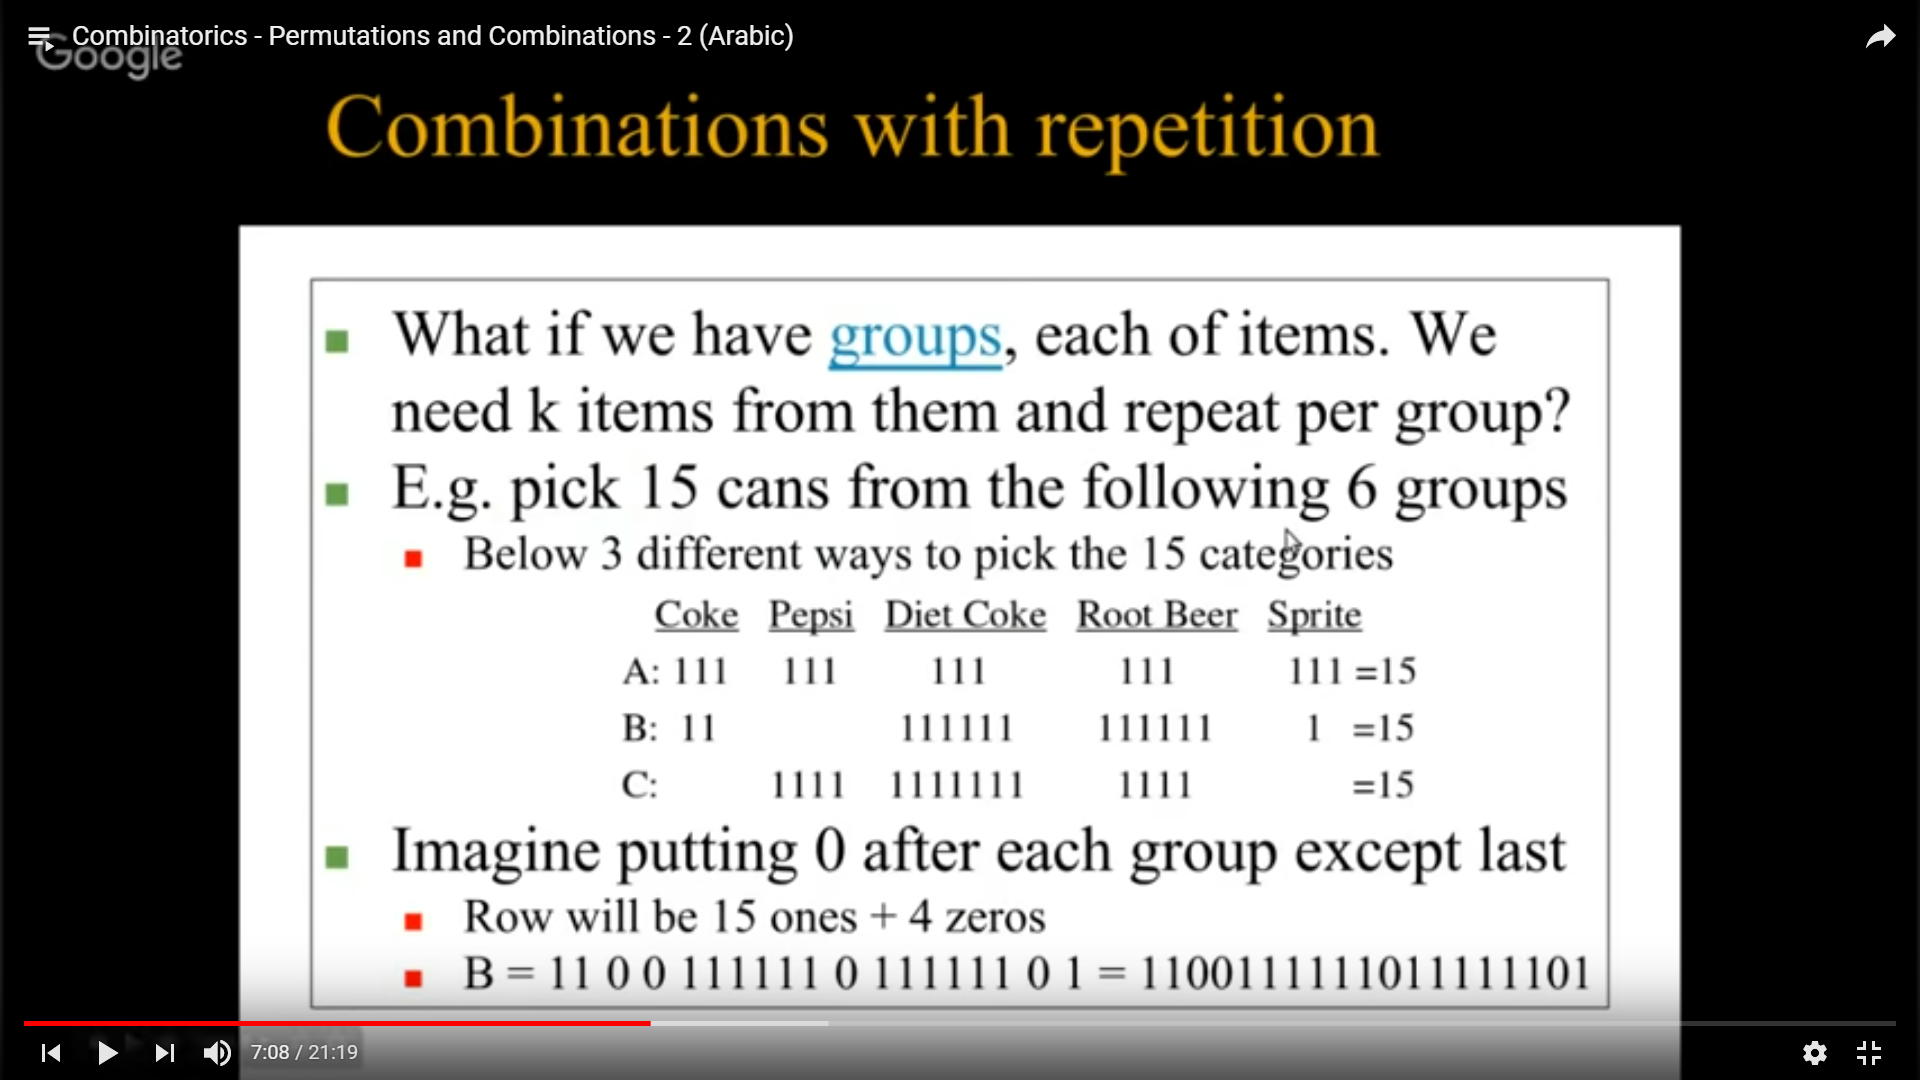 Combinatorics - Permutations and Combinations - 2 (Arabic)
Google
Combinations with repetition
What if we have groups, each of items. We
need k items from them and repeat per group?
E.g. pick 15 cans from the following 6 groups
Below 3 different ways to pick the 15 categories
Coke Pepsi Diet Coke Root Beer Sprite
A: 111 111 111 111 111 =15
B: 11 111111 111111 1 =15
C: 1111 1111111 1111 =15
Imagine putting 0 after each group except last
Row will be 15 ones + 4 zeros
B = 11 0 0 111111 0 111111 0 1 = 1100111111011111101
7:08 / 21:19